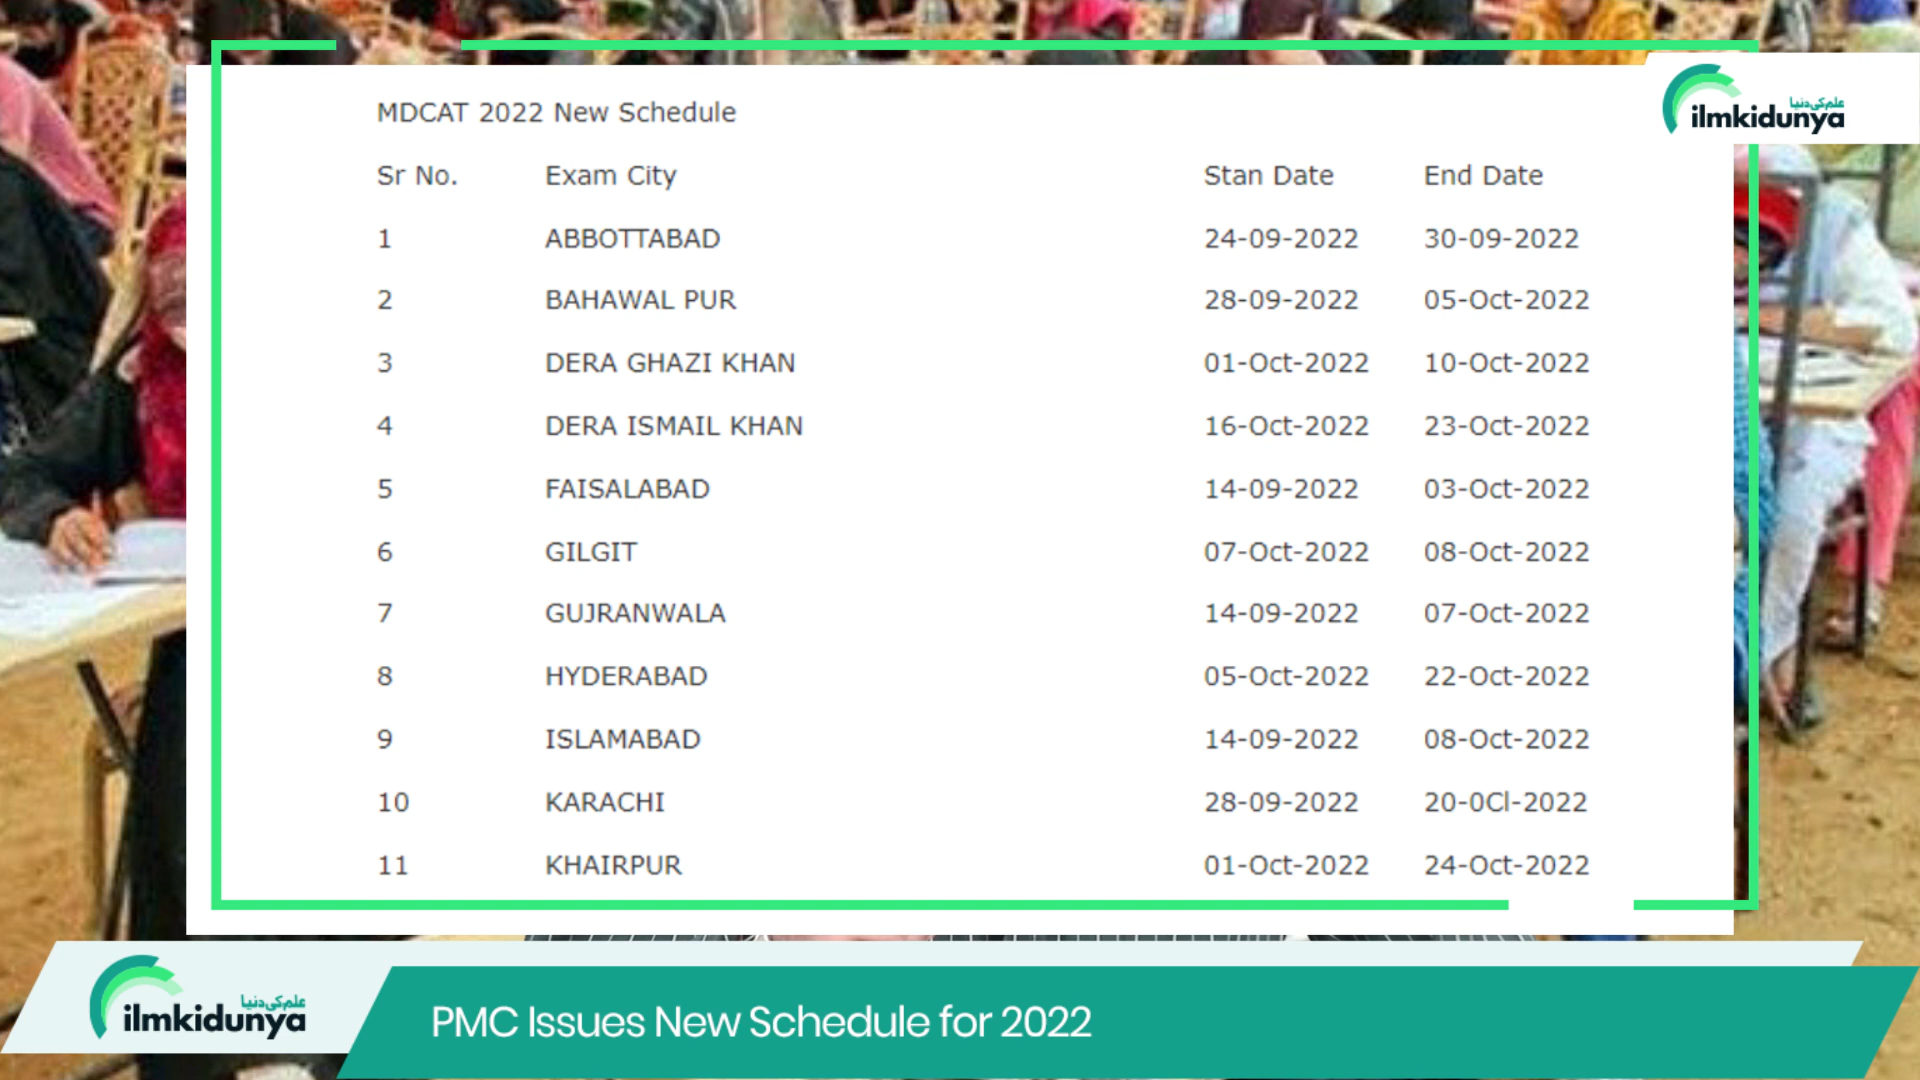 MDCAT 2022 New Schedule
علم کی دنیا
ilmkidunya
Sr No. Exam City Stan Date End Date
1 ABBOTTABAD 24-09-2022 30-09-2022
2 BAHAWAL PUR 28-09-2022 05-Oct-2022
3 DERA GHAZI KHAN 01-Oct-2022 10-Oct-2022
4 DERA ISMAIL KHAN 16-Oct-2022 23-Oct-2022
5 FAISALABAD 14-09-2022 03-Oct-2022
6 GILGIT 07-Oct-2022 08-Oct-2022
7 GUJRANWALA 14-09-2022 07-Oct-2022
8 HYDERABAD 05-Oct-2022 22-Oct-2022
9 ISLAMABAD 14-09-2022 08-Oct-2022
10 KARACHI 28-09-2022 20-0Cl-2022
11 KHAIRPUR 01-Oct-2022 24-Oct-2022
علم کی دنیا
ilmkidunya
PMC Issues New Schedule for 2022